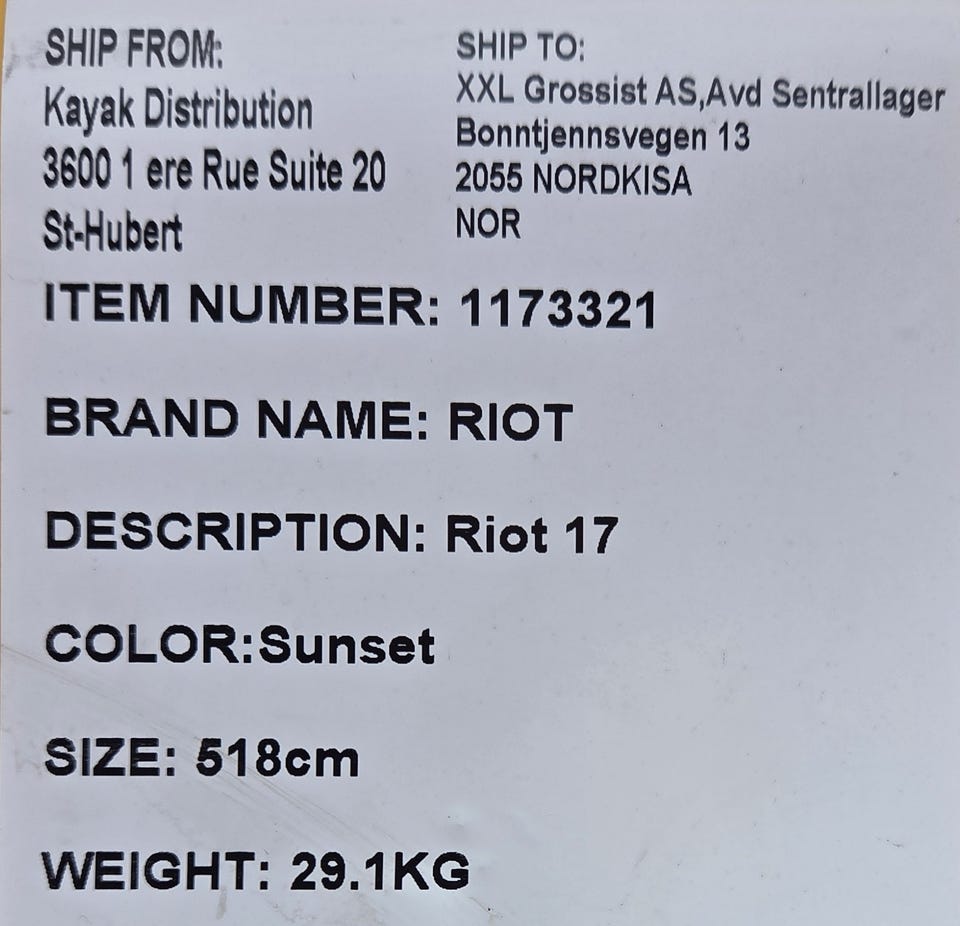 SHIP FROM:
Kayak Distribution
3600 1 ere Rue Suite 20
St-Hubert
SHIP TO:
XXL Grossist AS,Avd Sentrallager
Bonntjennsvegen 13
2055 NORDKISA
NOR
ITEM NUMBER: 1173321
BRAND NAME: RIOT
DESCRIPTION: Riot 17
COLOR:Sunset
SIZE: 518cm
WEIGHT: 29.1KG